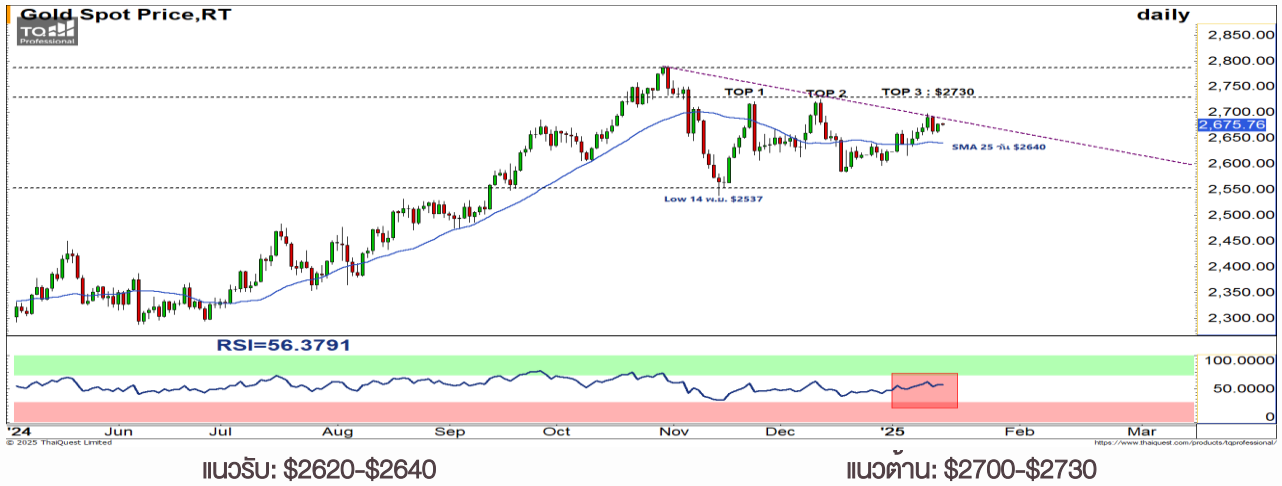 Gold Spot Price,RT
daily
TQ
Professional
2,850.00
2,800.00
2,750.00
TOP 1
TOP 2
TOP 3 : $2730
2,700.00
2,675.76
2,650.00
SMA 25 วัน $2640
2,600.00
2,550.00
Low 14 พ.ย. $2537
2,500.00
2,450.00
2,400.00
2,350.00
2,300.00
RSI=56.3791
100.0000
50.0000
0
'24 Jun Jul Aug Sep Oct Nov Dec '25 Feb Mar
© 2025 ThaiQuest Limited
https://www.thaiquest.com/products/tqprofessional/
แนวรับ: $2620-$2640
แนวต้าน: $2700-$2730